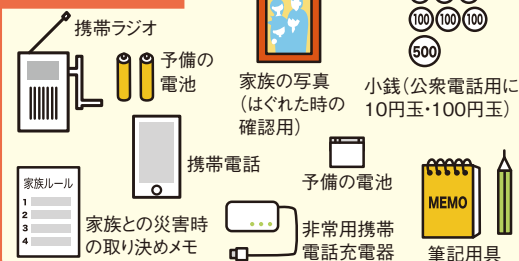 携帯ラジオ
予備の
電池
家族の写真
(はぐれた時の
確認用)
100 100 100
500
小銭(公衆電話用に
10円玉・100円玉)
携帯電話
予備の電池
家族ルール
1
2
3
4
家族との災害時
の取り決めメモ
非常用携帯
電話充電器
MEMO
筆記用具